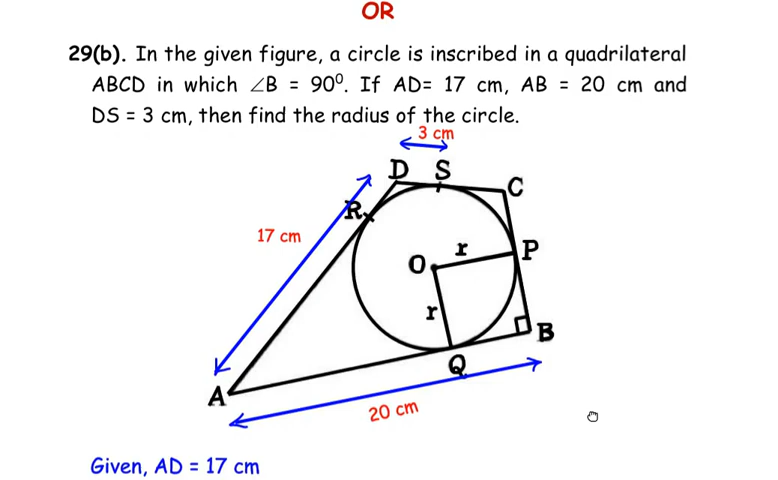 OR
29(b). In the given figure, a circle is inscribed in a quadrilateral
ABCD in which ∠B = 90⁰. If AD= 17 cm, AB = 20 cm and
DS = 3 cm, then find the radius of the circle.
3 cm
D S
C
R
17 cm
O r P
r
B
Q
A
20 cm
Given, AD = 17 cm